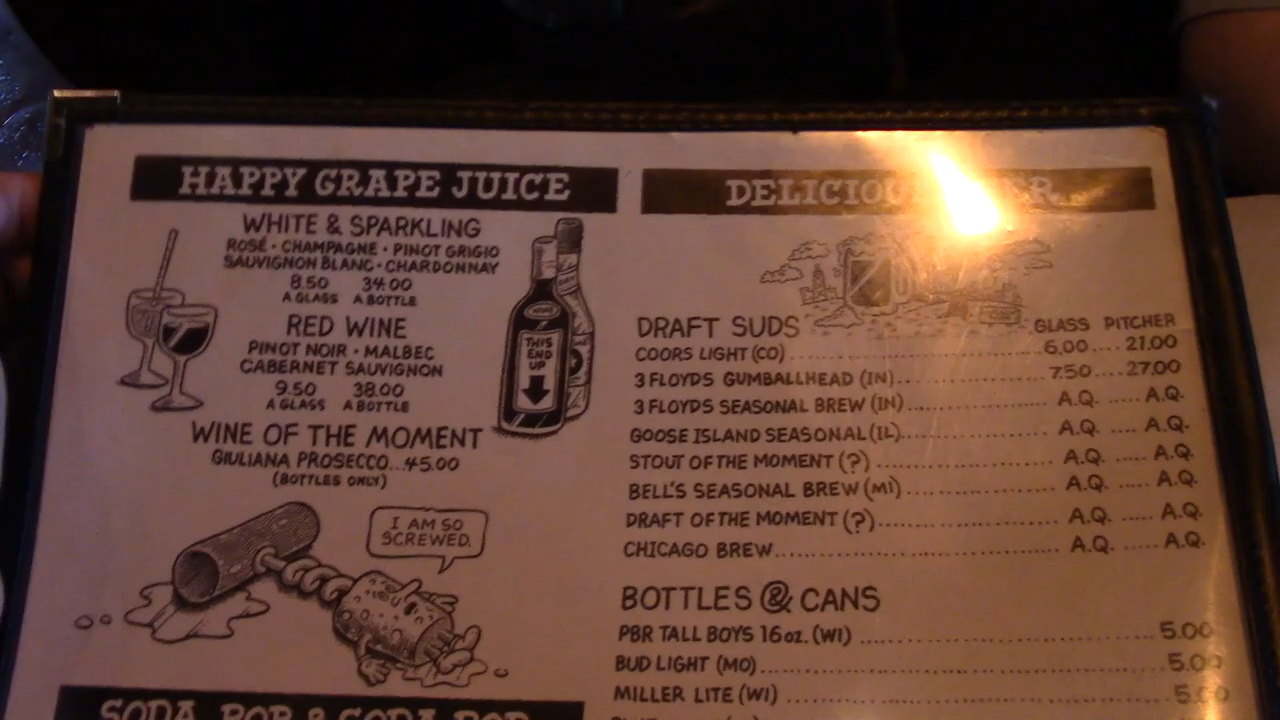 HAPPY GRAPE JUICE
WHITE & SPARKLING
ROSÉ • CHAMPAGNE • PINOT GRIGIO
SAUVIGNON BLANC • CHARDONNAY
8.50 34.00
A GLASS A BOTTLE
RED WINE
PINOT NOIR • MALBEC
CABERNET SAUVIGNON
9.50 38.00
A GLASS A BOTTLE
WINE OF THE MOMENT
GIULIANA PROSECCO...45.00
(BOTTLES ONLY)
THIS
END
UP
I AM SO
SCREWED.
DRAFT SUDS GLASS PITCHER
COORS LIGHT (CO) 6.00 .... 21.00
3 FLOYDS GUMBALLHEAD (IN) 7.50 .... 27.00
3 FLOYDS SEASONAL BREW (IN) A.Q. .... A.Q.
GOOSE ISLAND SEASONAL (IL) A.Q. .... A.Q.
STOUT OF THE MOMENT (?) A.Q. .... A.Q.
BELL'S SEASONAL BREW (MI) A.Q. .... A.Q.
DRAFT OF THE MOMENT (?) A.Q. .... A.Q.
CHICAGO BREW A.Q. .... A.Q.
BOTTLES & CANS
PBR TALL BOYS 16 oz. (WI) 5.00
BUD LIGHT (MO) 5.00
MILLER LITE (WI) 5.00